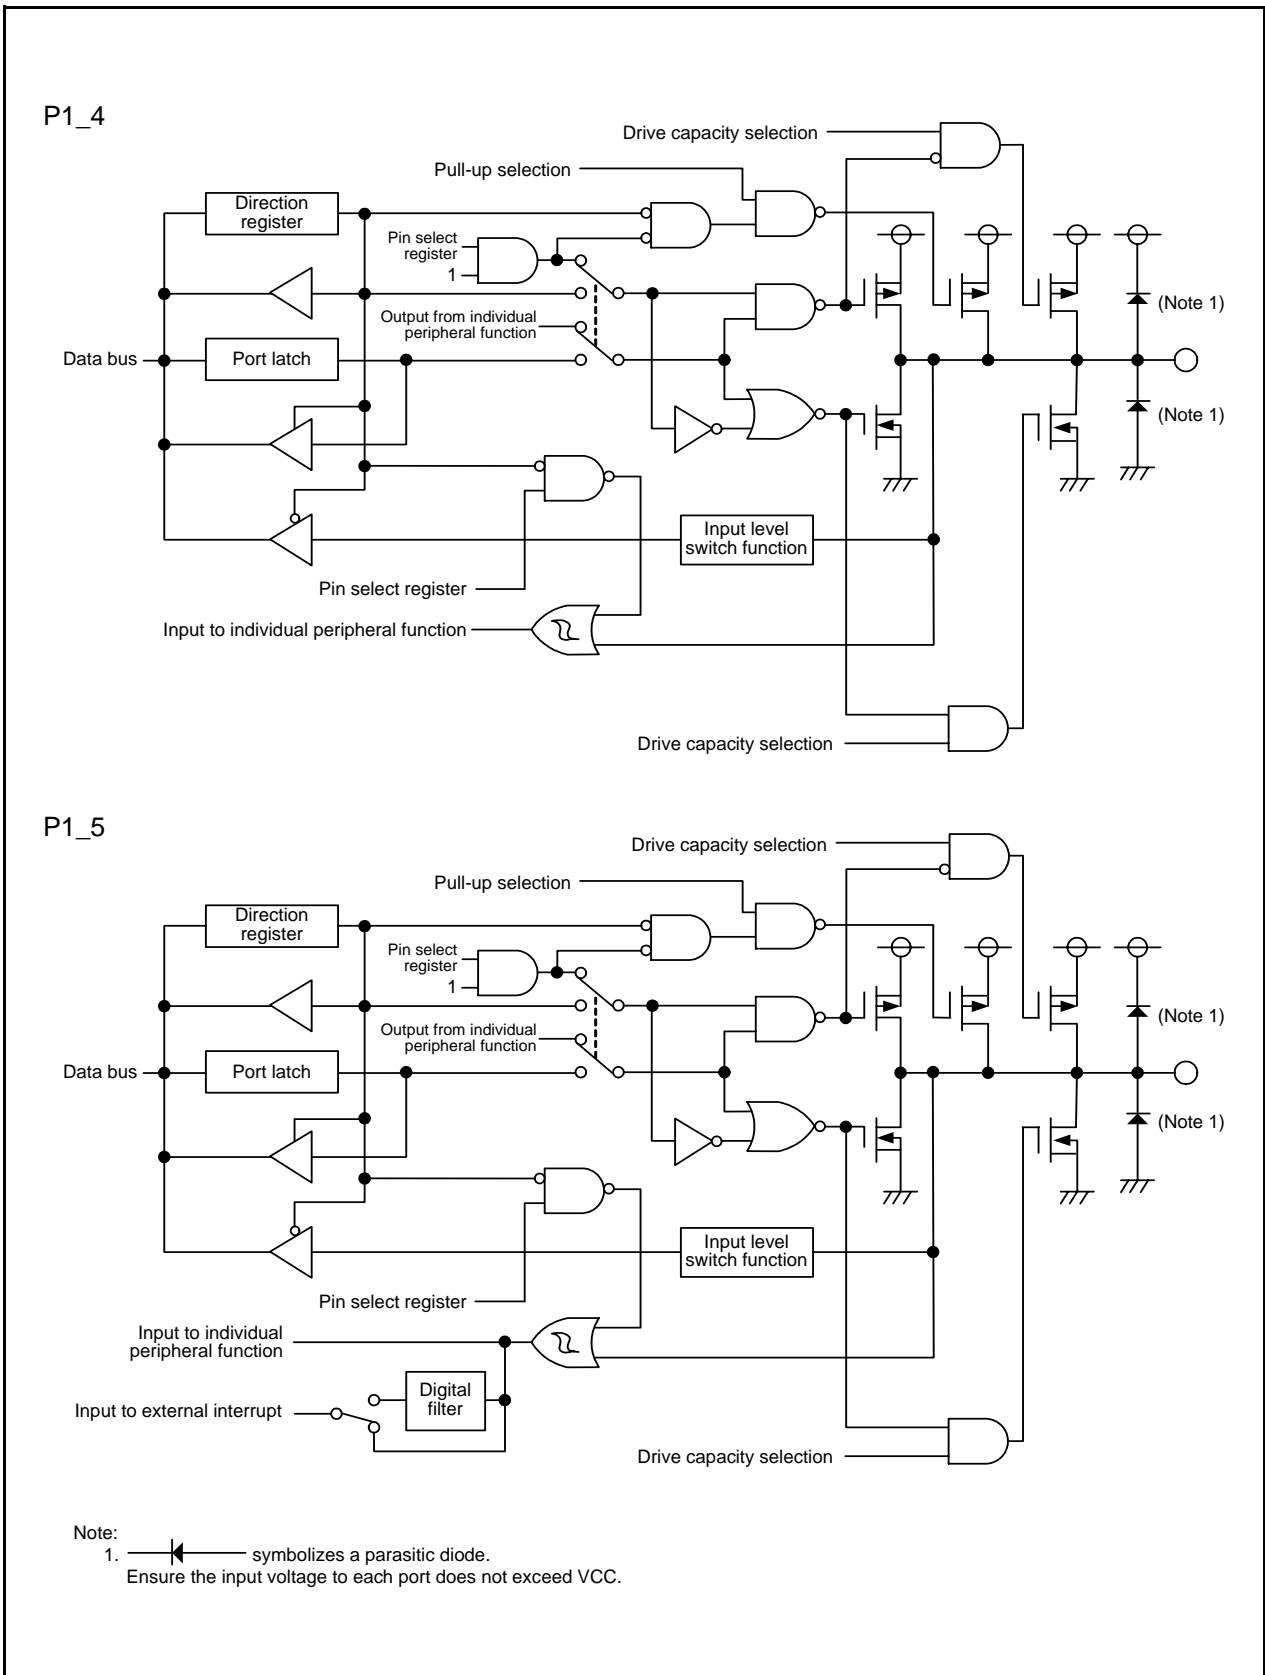 P1_4
Drive capacity selection
Pull-up selection
Direction
register
Pin select
register
1
Output from individual
peripheral function
(Note 1)
Data bus
Port latch
(Note 1)
Input level
switch function
Pin select register
Input to individual peripheral function
Drive capacity selection
P1_5
Drive capacity selection
Pull-up selection
Direction
register
Pin select
register
1
Output from individual
peripheral function
(Note 1)
Data bus
Port latch
(Note 1)
Input level
switch function
Pin select register
Input to individual
peripheral function
Digital
filter
Input to external interrupt
Drive capacity selection
Note:
1. symbolizes a parasitic diode.
Ensure the input voltage to each port does not exceed VCC.